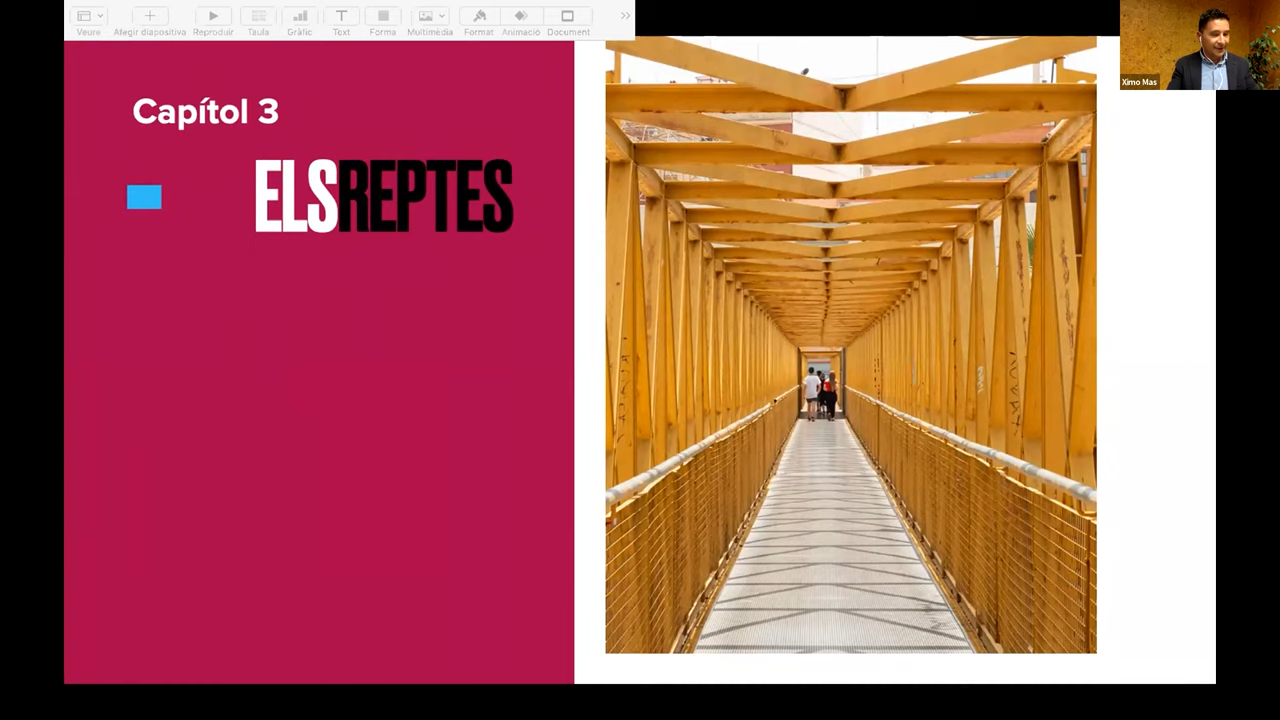 Veure
Afegir diapositiva
Reproduir
Taula
Gràfic
Text
Forma
Multimèdia
Format
Animació
Document
Ximo Mas
Capítol 3
ELSREPTES